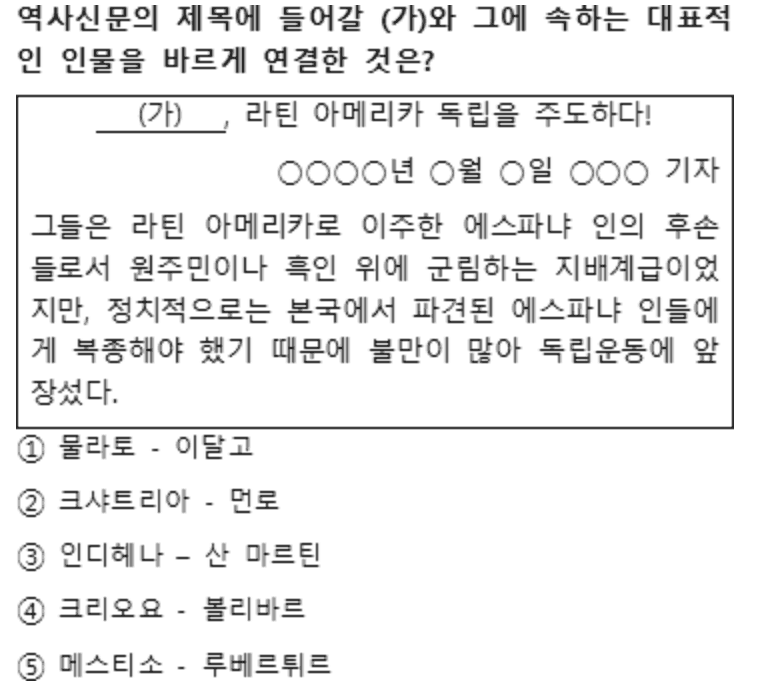 역사신문의 제목에 들어갈 (가)와 그에 속하는 대표적
인 인물을 바르게 연결한 것은?
(가) , 라틴 아메리카 독립을 주도하다!
○○○○년 ○월 ○일 ○○○ 기자
그들은 라틴 아메리카로 이주한 에스파냐 인의 후손
들로서 원주민이나 흑인 위에 군림하는 지배계급이었
지만, 정치적으로는 본국에서 파견된 에스파냐 인들에
게 복종해야 했기 때문에 불만이 많아 독립운동에 앞
장섰다.
① 물라토 - 이달고
② 크샤트리아 - 먼로
③ 인디헤나 – 산 마르틴
④ 크리오요 - 볼리바르
⑤ 메스티소 - 루베르튀르